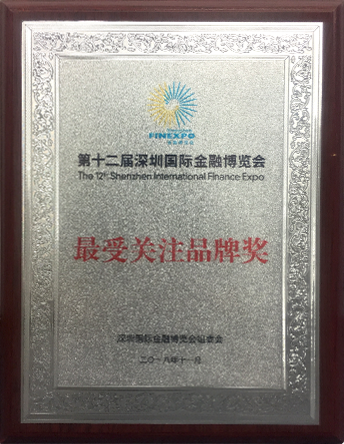 FINEXPO
第十二届深圳国际金融博览会
The 12th Shenzhen International Finance Expo
最受关注品牌奖
深圳国际金融博览会组委会
二〇一八年十一月